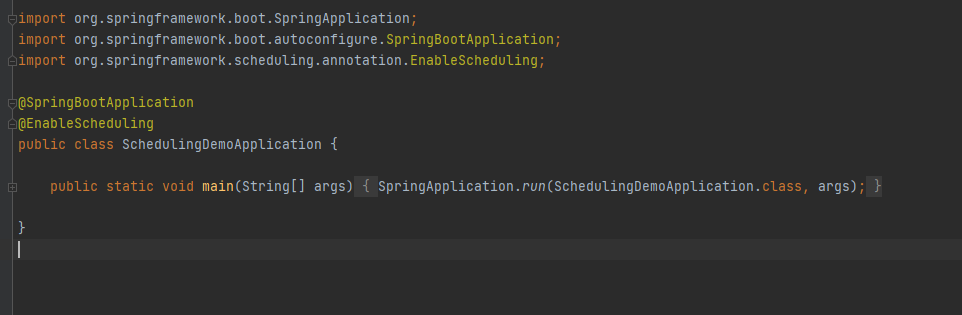 import org.springframework.boot.SpringApplication;
import org.springframework.boot.autoconfigure.SpringBootApplication;
import org.springframework.scheduling.annotation.EnableScheduling;
@SpringBootApplication
@EnableScheduling
public class SchedulingDemoApplication {
public static void main(String[] args) { SpringApplication.run(SchedulingDemoApplication.class, args); }
}